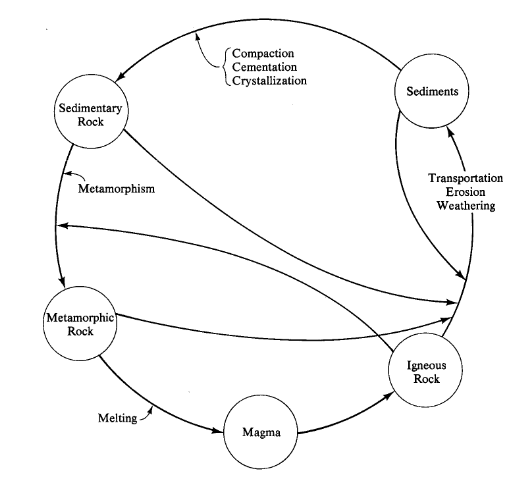 Compaction
Cementation
Crystallization
Sediments
Sedimentary
Rock
Transportation
Erosion
Weathering
Metamorphism
Metamorphic
Rock
Igneous
Rock
Melting
Magma